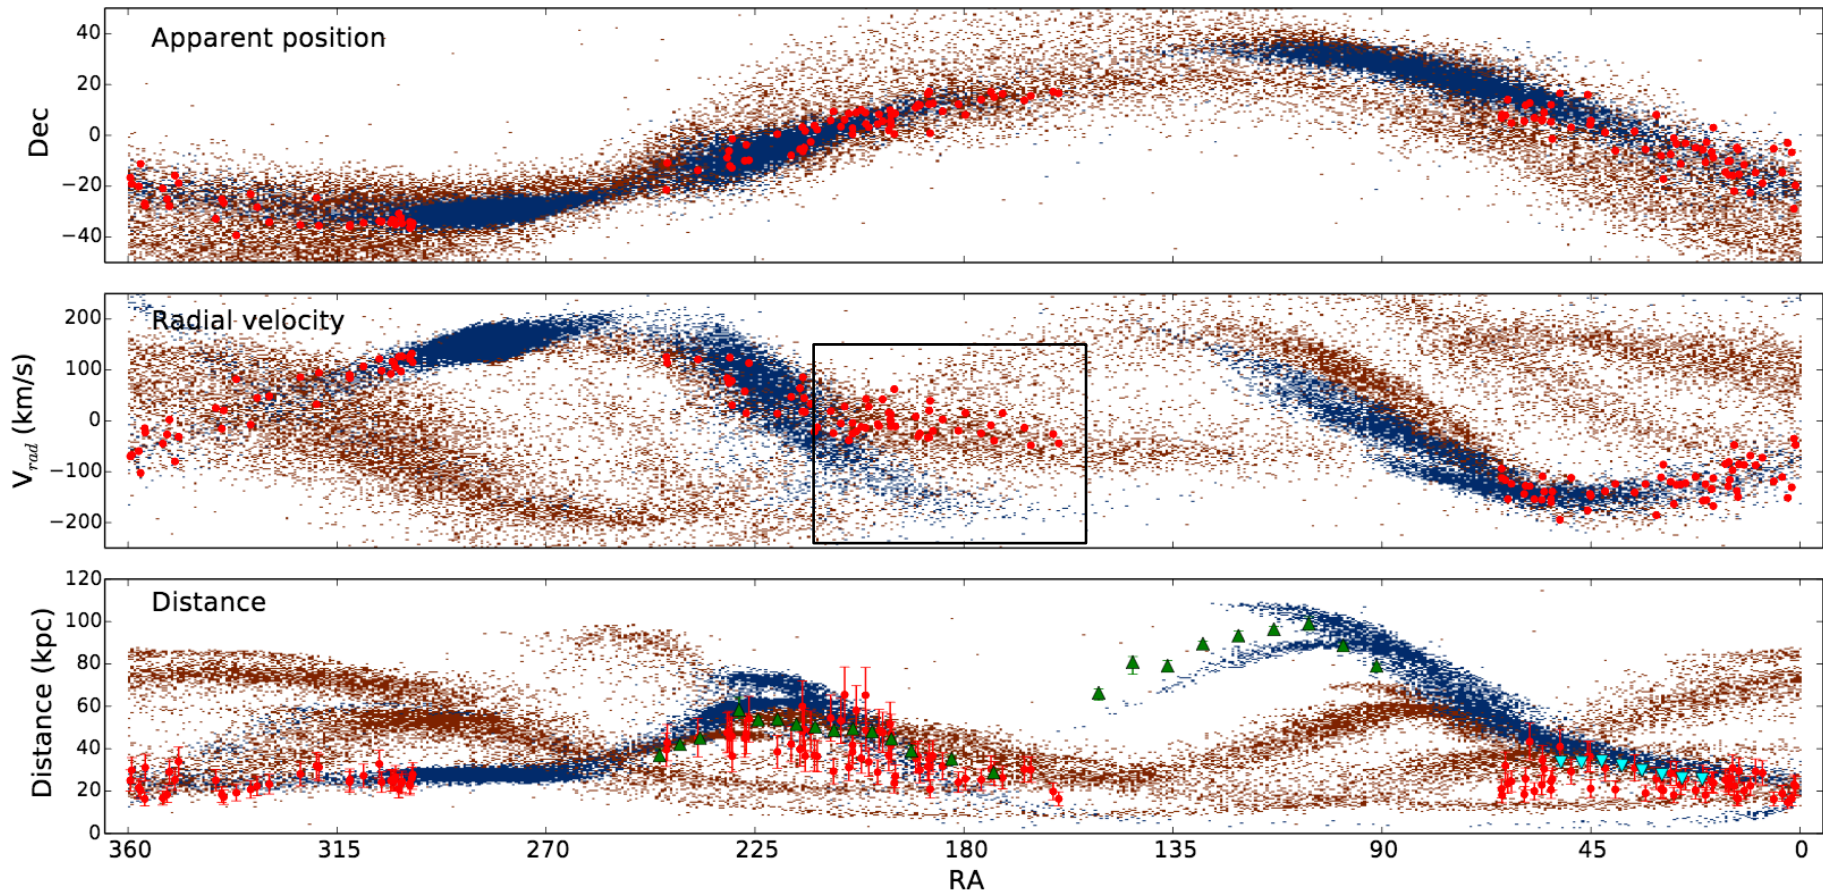 Apparent position
Dec
40
20
0
−20
−40
Radial velocity
V_rad (km/s)
200
100
0
−100
−200
Distance
Distance (kpc)
120
100
80
60
40
20
0
360 315 270 225 180 135 90 45 0
RA